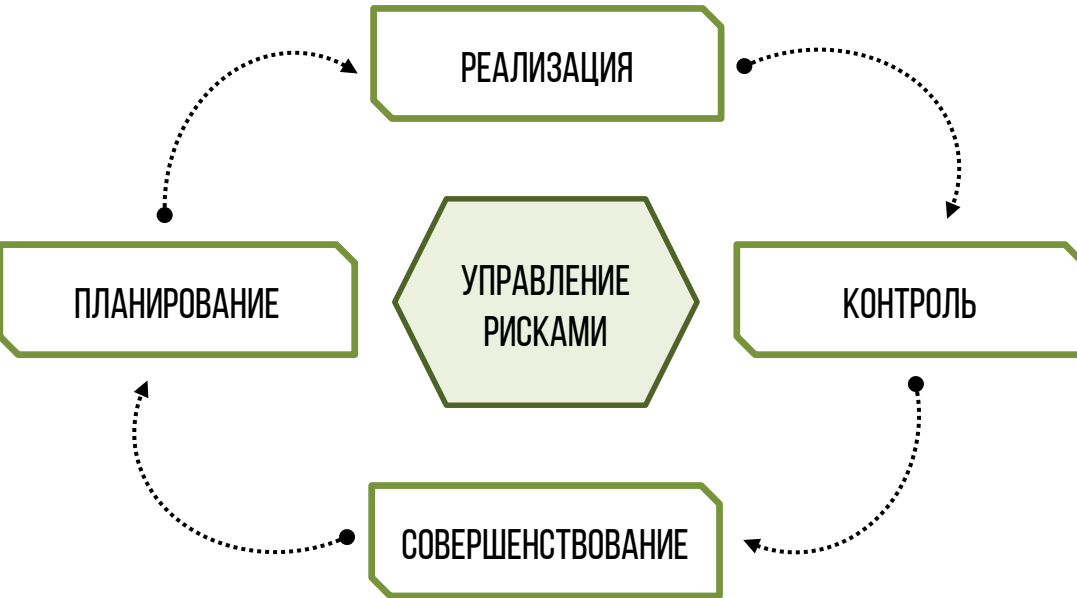 РЕАЛИЗАЦИЯ
ПЛАНИРОВАНИЕ
УПРАВЛЕНИЕ
РИСКАМИ
КОНТРОЛЬ
СОВЕРШЕНСТВОВАНИЕ